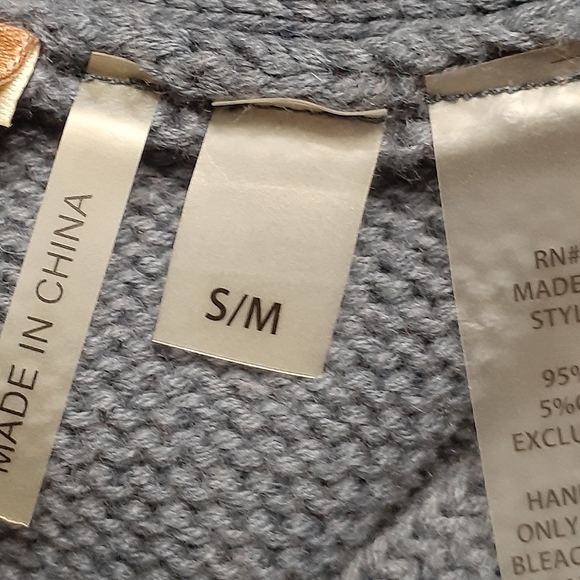 MADE IN CHINA
S/M
RN#
MADE
STYL
95%
5%
EXCLU
HAN
ONLY
BLEAC